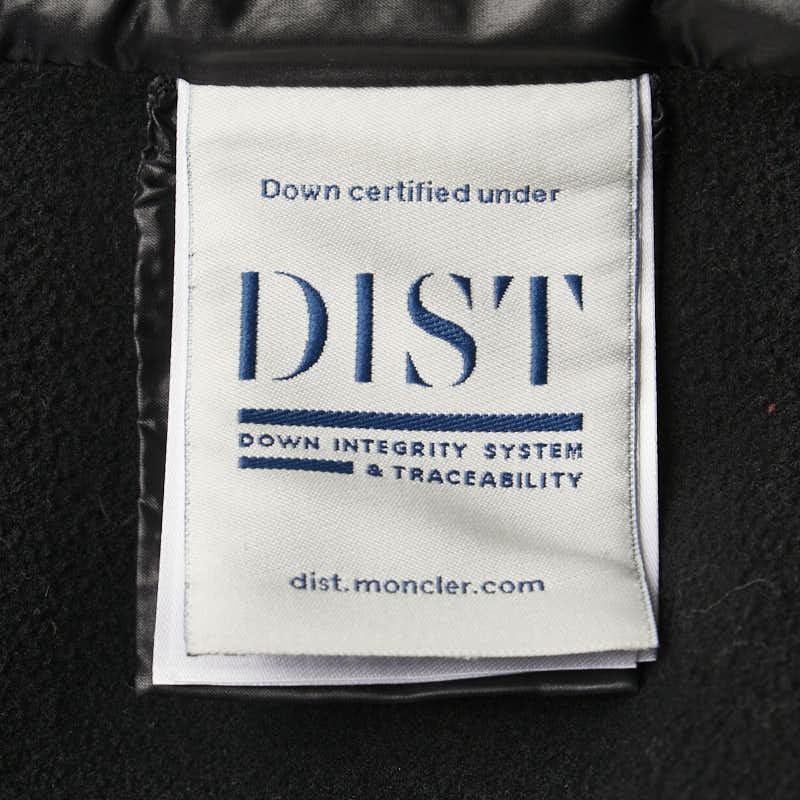 Down certified under
DIST
DOWN INTEGRITY SYSTEM
& TRACEABILITY
dist.moncler.com